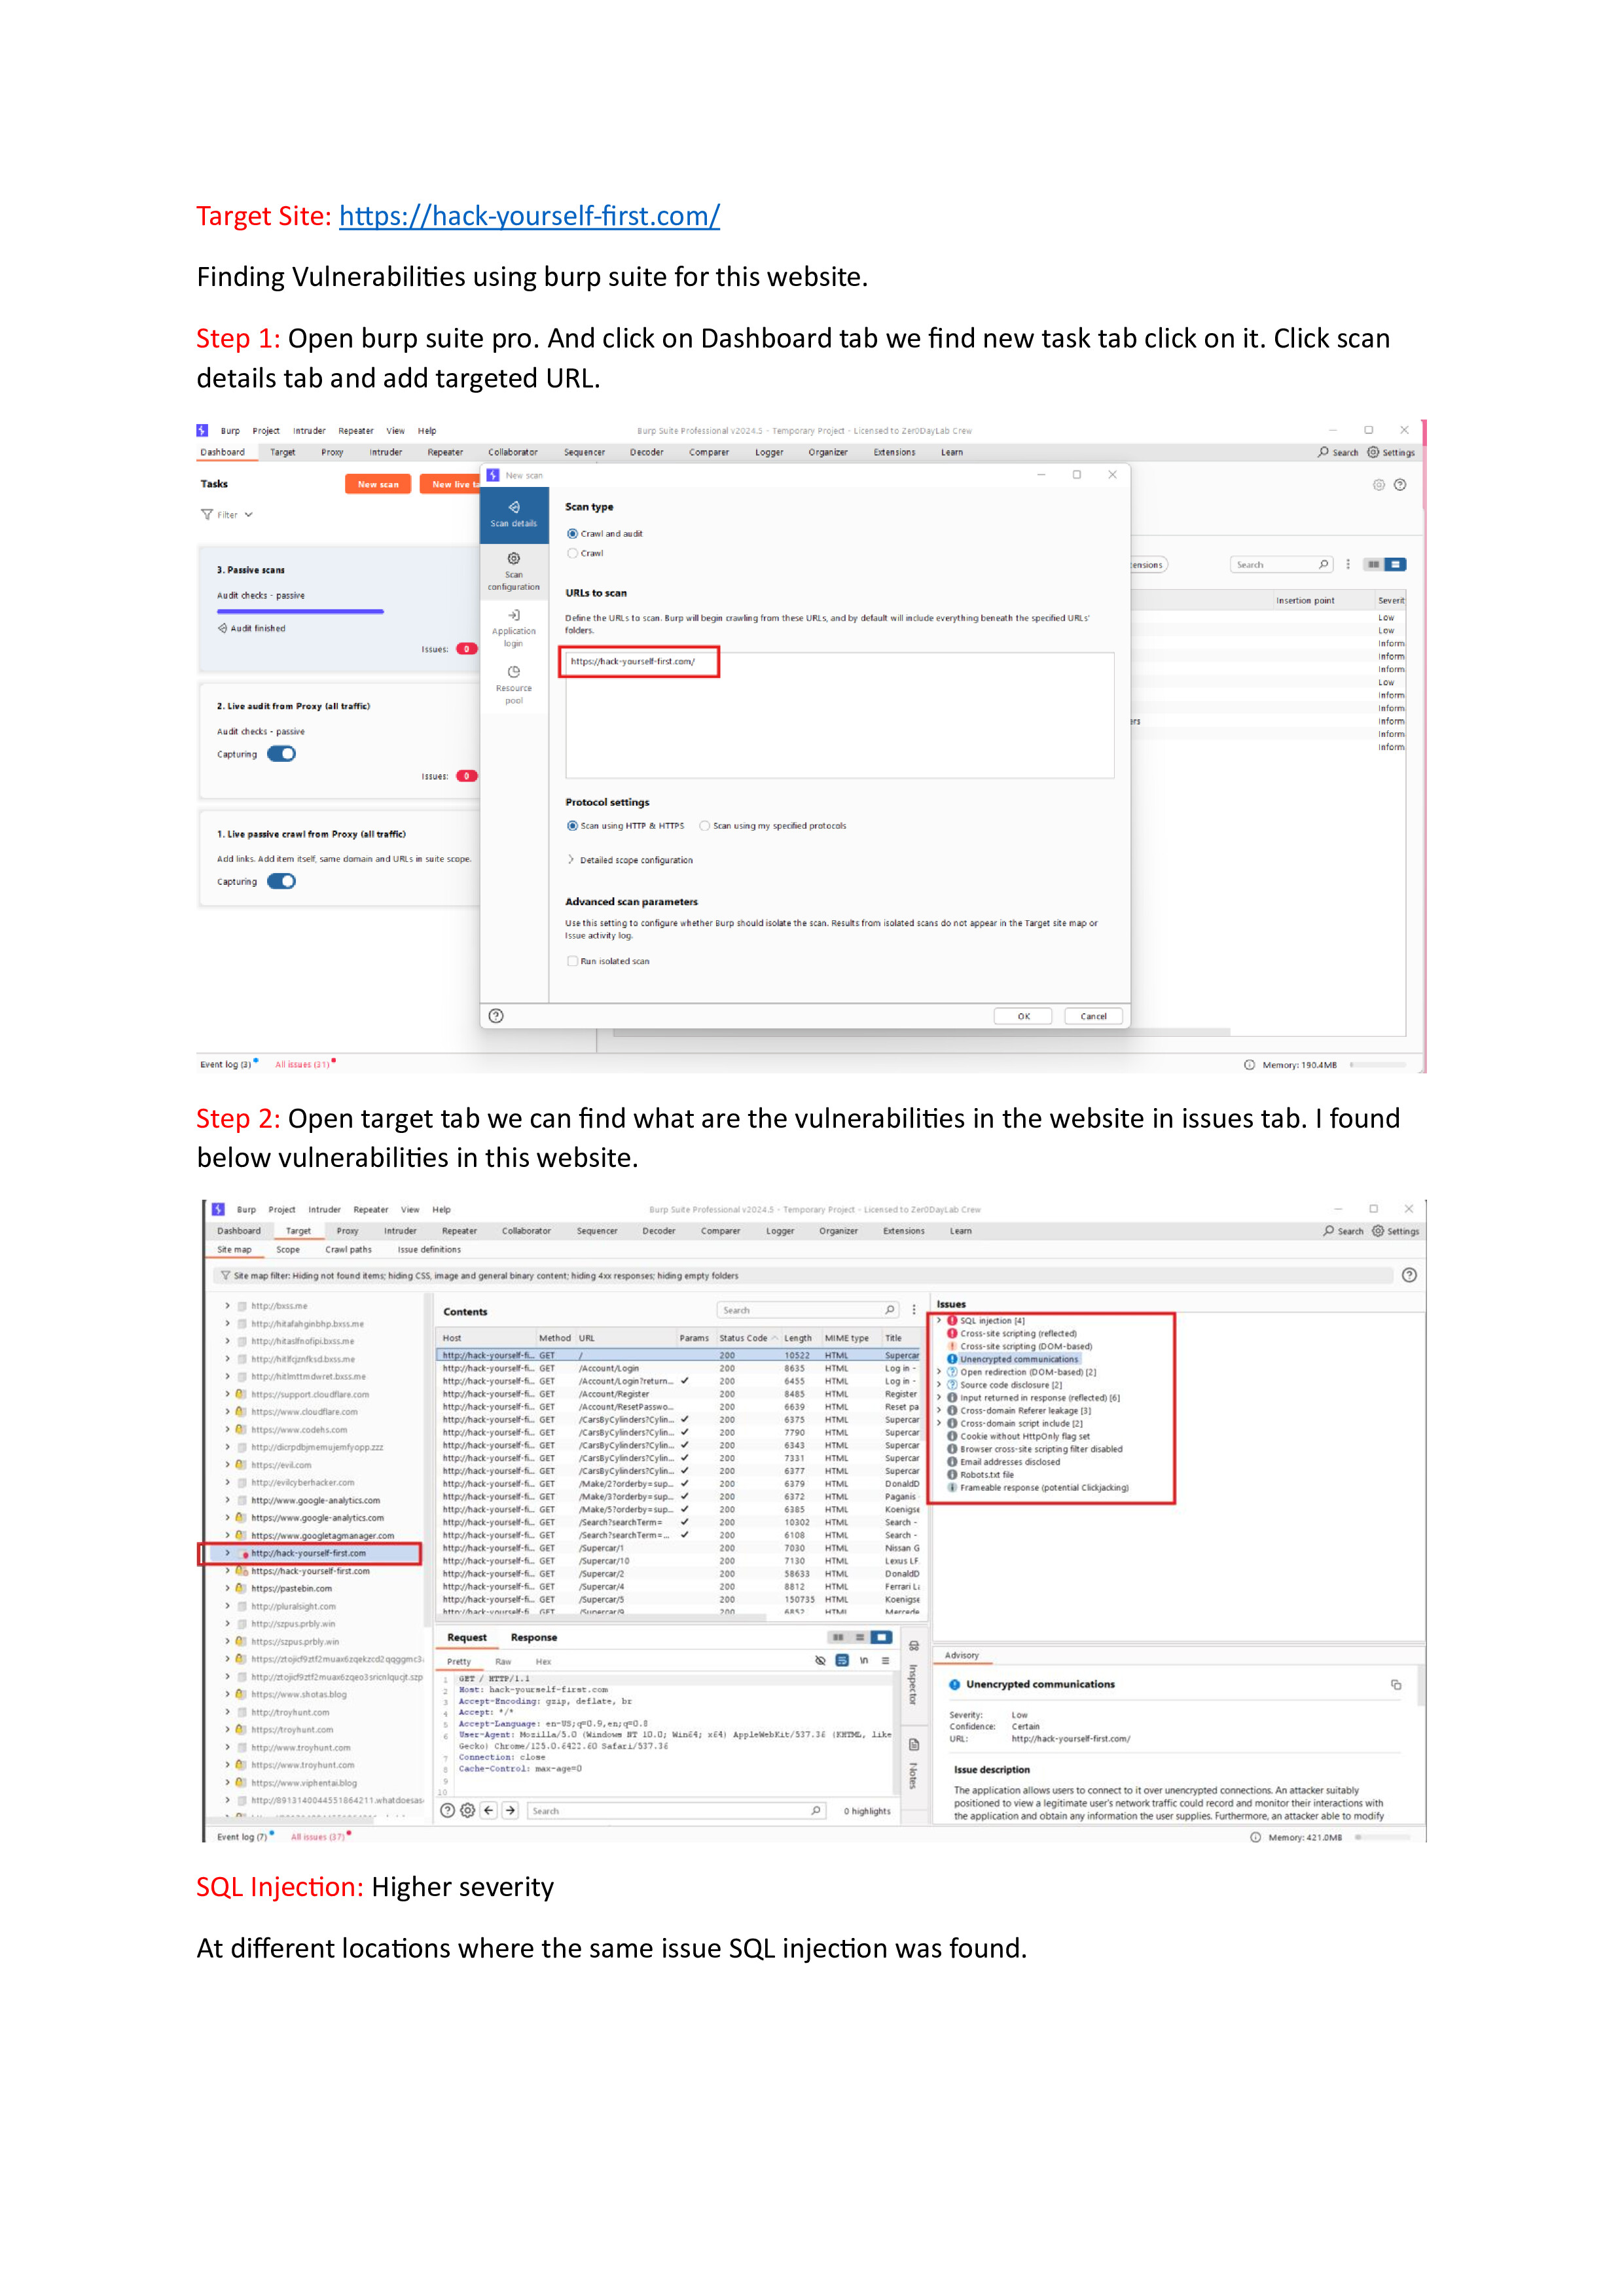 Target Site: https://hack-yourself-first.com/
Finding Vulnerabilities using burp suite for this website.
Step 1: Open burp suite pro. And click on Dashboard tab we find new task tab click on it. Click scan
details tab and add targeted URL.
Burp Project Intruder Repeater View Help Burp Suite Professional v2024.5 - Temporary Project - Licensed to Zer0DayLab Crew
Dashboard Target Proxy Intruder Repeater Collaborator Sequencer Decoder Comparer Logger Organizer Extensions Learn Search Settings
Tasks New scan New live ta
Filter
3. Passive scans
Audit checks - passive
Audit finished
Issues: 0
2. Live audit from Proxy (all traffic)
Audit checks - passive
Capturing
Issues: 0
1. Live passive crawl from Proxy (all traffic)
Add links. Add item itself, same domain and URLs in suite scope.
Capturing
New scan
Scan details
Scan configuration
Application login
Resource pool
Scan type
Crawl and audit
Crawl
URLs to scan
Define the URLs to scan. Burp will begin crawling from these URLs, and by default will include everything beneath the specified URLs'
folders.
https://hack-yourself-first.com/
Protocol settings
Scan using HTTP & HTTPS Scan using my specified protocols
Detailed scope configuration
Advanced scan parameters
Use this setting to configure whether Burp should isolate the scan. Results from isolated scans do not appear in the Target site map or
Issue activity log.
Run isolated scan
OK Cancel
ensions Search
Insertion point Severit
Low
Low
Inform
Inform
Inform
Low
Inform
Inform
ers Inform
Inform
Inform
Event log (3) All issues (31) Memory: 190.4MB
Step 2: Open target tab we can find what are the vulnerabilities in the website in issues tab. I found
below vulnerabilities in this website.
Burp Project Intruder Repeater View Help Burp Suite Professional v2024.5 - Temporary Project - Licensed to Zer0DayLab Crew
Dashboard Target Proxy Intruder Repeater Collaborator Sequencer Decoder Comparer Logger Organizer Extensions Learn Search Settings
Site map Scope Crawl paths Issue definitions
Site map filter: Hiding not found items; hiding CSS, image and general binary content; hiding 4xx responses; hiding empty folders
http://bxss.me
http://hitafahginbhp.bxss.me
http://hitaslfnofipi.bxss.me
http://hitlfcjznfksd.bxss.me
http://hitlmttmdwret.bxss.me
https://support.cloudflare.com
https://www.cloudflare.com
https://www.codehs.com
http://dicrpdbjmemujemfyopp.zzz
https://evil.com
http://evilcyberhacker.com
http://www.google-analytics.com
https://www.google-analytics.com
https://www.googletagmanager.com
http://hack-yourself-first.com
https://hack-yourself-first.com
https://pastebin.com
http://pluralsight.com
http://szpus.prbly.win
https://szpus.prbly.win
https://www.shotas.blog
http://troyhunt.com
https://troyhunt.com
http://www.troyhunt.com
https://www.troyhunt.com
https://www.viphentai.blog
http://8913140044551864211.whatdoesas
Contents Search
Host Method URL Params Status Code Length MIME type Title
http://hack-yourself-fi... GET / 200 10522 HTML Supercar
http://hack-yourself-fi... GET /Account/Login 200 8635 HTML Log in -
http://hack-yourself-fi... GET /Account/Login?return... ✓ 200 6455 HTML Log in -
http://hack-yourself-fi... GET /Account/Register 200 8485 HTML Register
http://hack-yourself-fi... GET /Account/ResetPasswo... 200 6639 HTML Reset pa
http://hack-yourself-fi... GET /CarsByCylinders?Cylin... ✓ 200 6375 HTML Supercar
http://hack-yourself-fi... GET /CarsByCylinders?Cylin... ✓ 200 7790 HTML Supercar
http://hack-yourself-fi... GET /CarsByCylinders?Cylin... ✓ 200 6343 HTML Supercar
http://hack-yourself-fi... GET /CarsByCylinders?Cylin... ✓ 200 7331 HTML Supercar
http://hack-yourself-fi... GET /CarsByCylinders?Cylin... ✓ 200 6377 HTML Supercar
http://hack-yourself-fi... GET /Make/2?orderby=sup... ✓ 200 6379 HTML DonaldD
http://hack-yourself-fi... GET /Make/3?orderby=sup... ✓ 200 6372 HTML Paganis
http://hack-yourself-fi... GET /Make/5?orderby=sup... ✓ 200 6385 HTML Koenigse
http://hack-yourself-fi... GET /Search?searchTerm= ✓ 200 10302 HTML Search -
http://hack-yourself-fi... GET /Search?searchTerm=... ✓ 200 6108 HTML Search -
http://hack-yourself-fi... GET /Supercar/1 200 7030 HTML Nissan G
http://hack-yourself-fi... GET /Supercar/10 200 7130 HTML Lexus LF.
http://hack-yourself-fi... GET /Supercar/2 200 58633 HTML DonaldD
http://hack-yourself-fi... GET /Supercar/4 200 8812 HTML Ferrari La
http://hack-yourself-fi... GET /Supercar/5 200 150735 HTML Koenigse
http://hack-yourself-fi GET /Supercar/9 200 6852 HTML Mercede
Issues
SQL injection [4]
Cross-site scripting (reflected)
Cross-site scripting (DOM-based)
Unencrypted communications
Open redirection (DOM-based) [2]
Source code disclosure [2]
Input returned in response (reflected) [6]
Cross-domain Referer leakage [3]
Cross-domain script include [2]
Cookie without HttpOnly flag set
Browser cross-site scripting filter disabled
Email addresses disclosed
Robots.txt file
Frameable response (potential Clickjacking)
Request Response
Pretty Raw Hex
1 GET / HTTP/1.1
2 Host: hack-yourself-first.com
3 Accept-Encoding: gzip, deflate, br
4 Accept: */*
5 Accept-Language: en-US;q=0.9,en;q=0.8
6 User-Agent: Mozilla/5.0 (Windows NT 10.0; Win64; x64) AppleWebKit/537.36 (KHTML, like
Gecko) Chrome/125.0.6422.60 Safari/537.36
7 Connection: close
8 Cache-Control: max-age=0
9
10
Search 0 highlights
Inspector
Notes
Advisory
Unencrypted communications
Severity: Low
Confidence: Certain
URL: http://hack-yourself-first.com/
Issue description
The application allows users to connect to it over unencrypted connections. An attacker suitably
positioned to view a legitimate user's network traffic could record and monitor their interactions with
the application and obtain any information the user supplies. Furthermore, an attacker able to modify
Event log (7) All issues (37) Memory: 421.0MB
SQL Injection: Higher severity
At different locations where the same issue SQL injection was found.